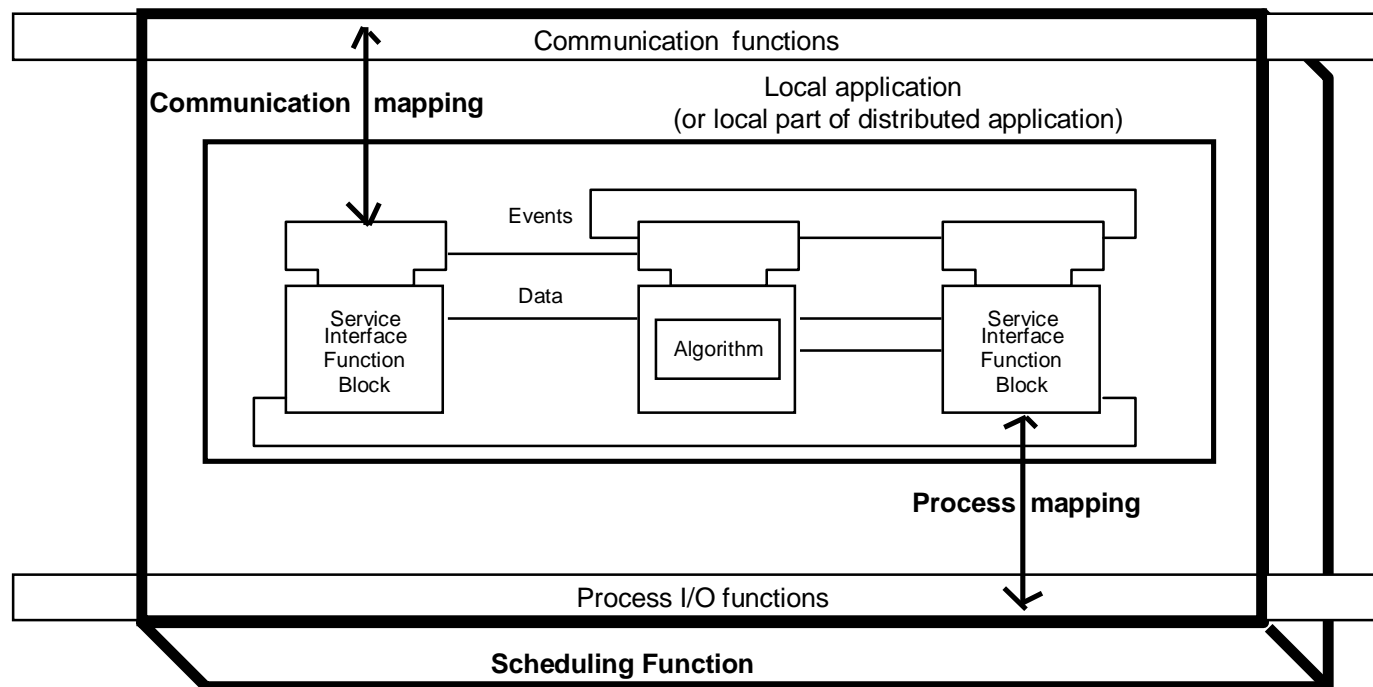 Communication functions
Local application
(or local part of distributed application)
Communication mapping
Events
Data
Service
Interface
Function
Block
Algorithm
Service
Interface
Function
Block
Process mapping
Process I/O functions
Scheduling Function